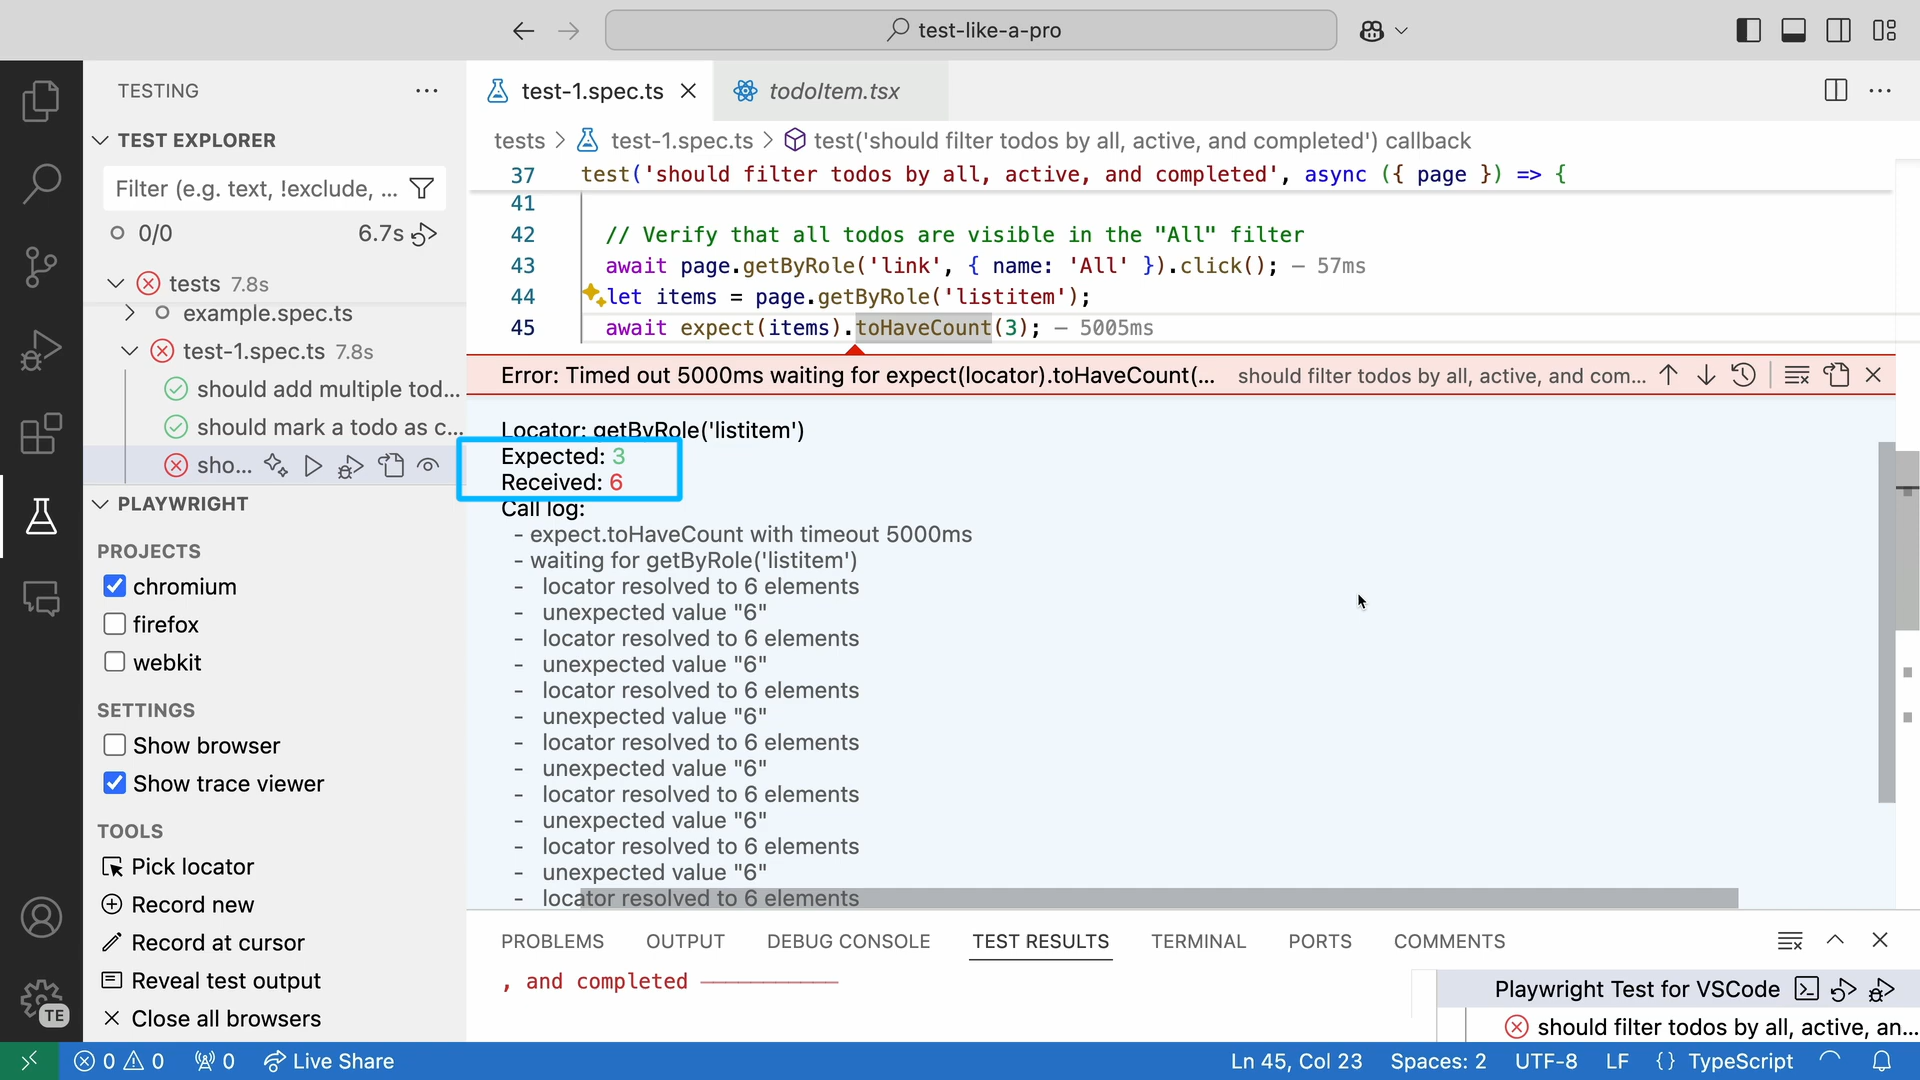 test-like-a-pro
TESTING
TEST EXPLORER
Filter (e.g. text, !exclude, ...
0/0
6.7s
tests 7.8s
example.spec.ts
test-1.spec.ts 7.8s
should add multiple tod...
should mark a todo as c...
sho...
PLAYWRIGHT
PROJECTS
chromium
firefox
webkit
SETTINGS
Show browser
Show trace viewer
TOOLS
Pick locator
Record new
Record at cursor
Reveal test output
Close all browsers
TE
test-1.spec.ts
todoItem.tsx
tests > test-1.spec.ts > test('should filter todos by all, active, and completed') callback
37 test('should filter todos by all, active, and completed', async ({ page }) => {
41
42 // Verify that all todos are visible in the "All" filter
43 await page.getByRole('link', { name: 'All' }).click(); — 57ms
44 let items = page.getByRole('listitem');
45 await expect(items).toHaveCount(3); — 5005ms
Error: Timed out 5000ms waiting for expect(locator).toHaveCount(... should filter todos by all, active, and com...
Locator: getByRole('listitem')
Expected: 3
Received: 6
Call log:
- expect.toHaveCount with timeout 5000ms
- waiting for getByRole('listitem')
- locator resolved to 6 elements
- unexpected value "6"
- locator resolved to 6 elements
- unexpected value "6"
- locator resolved to 6 elements
- unexpected value "6"
- locator resolved to 6 elements
- unexpected value "6"
- locator resolved to 6 elements
- unexpected value "6"
- locator resolved to 6 elements
- unexpected value "6"
- locator resolved to 6 elements
PROBLEMS OUTPUT DEBUG CONSOLE TEST RESULTS TERMINAL PORTS COMMENTS
, and completed ───────────
Playwright Test for VSCode
should filter todos by all, active, an...
0 0 0 Live Share
Ln 45, Col 23 Spaces: 2 UTF-8 LF {} TypeScript